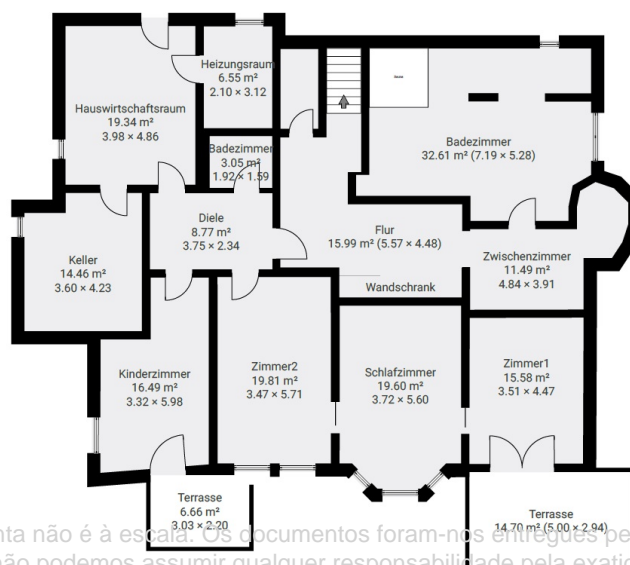 Heizungsraum
6.55 m²
2.10 × 3.12
Hauswirtschaftsraum
19.34 m²
3.98 × 4.86
Badezimmer
3.05 m²
1.92 × 1.59
Badezimmer
32.61 m² (7.19 × 5.28)
Diele
8.77 m²
3.75 × 2.34
Flur
15.99 m² (5.57 × 4.48)
Wandschrank
Keller
14.46 m²
3.60 × 4.23
Zwischenzimmer
11.49 m²
4.84 × 3.91
Kinderzimmer
16.49 m²
3.32 × 5.98
Zimmer2
19.81 m²
3.47 × 5.71
Schlafzimmer
19.60 m²
3.72 × 5.60
Zimmer1
15.58 m²
3.51 × 4.47
Terrasse
6.66 m²
3.03 × 2.20
Terrasse
14.70 m² (5.00 × 2.94)
nta não é à escala. Os documentos foram-nos entregues pe
não podemos assumir qualquer responsabilidade pela exatic